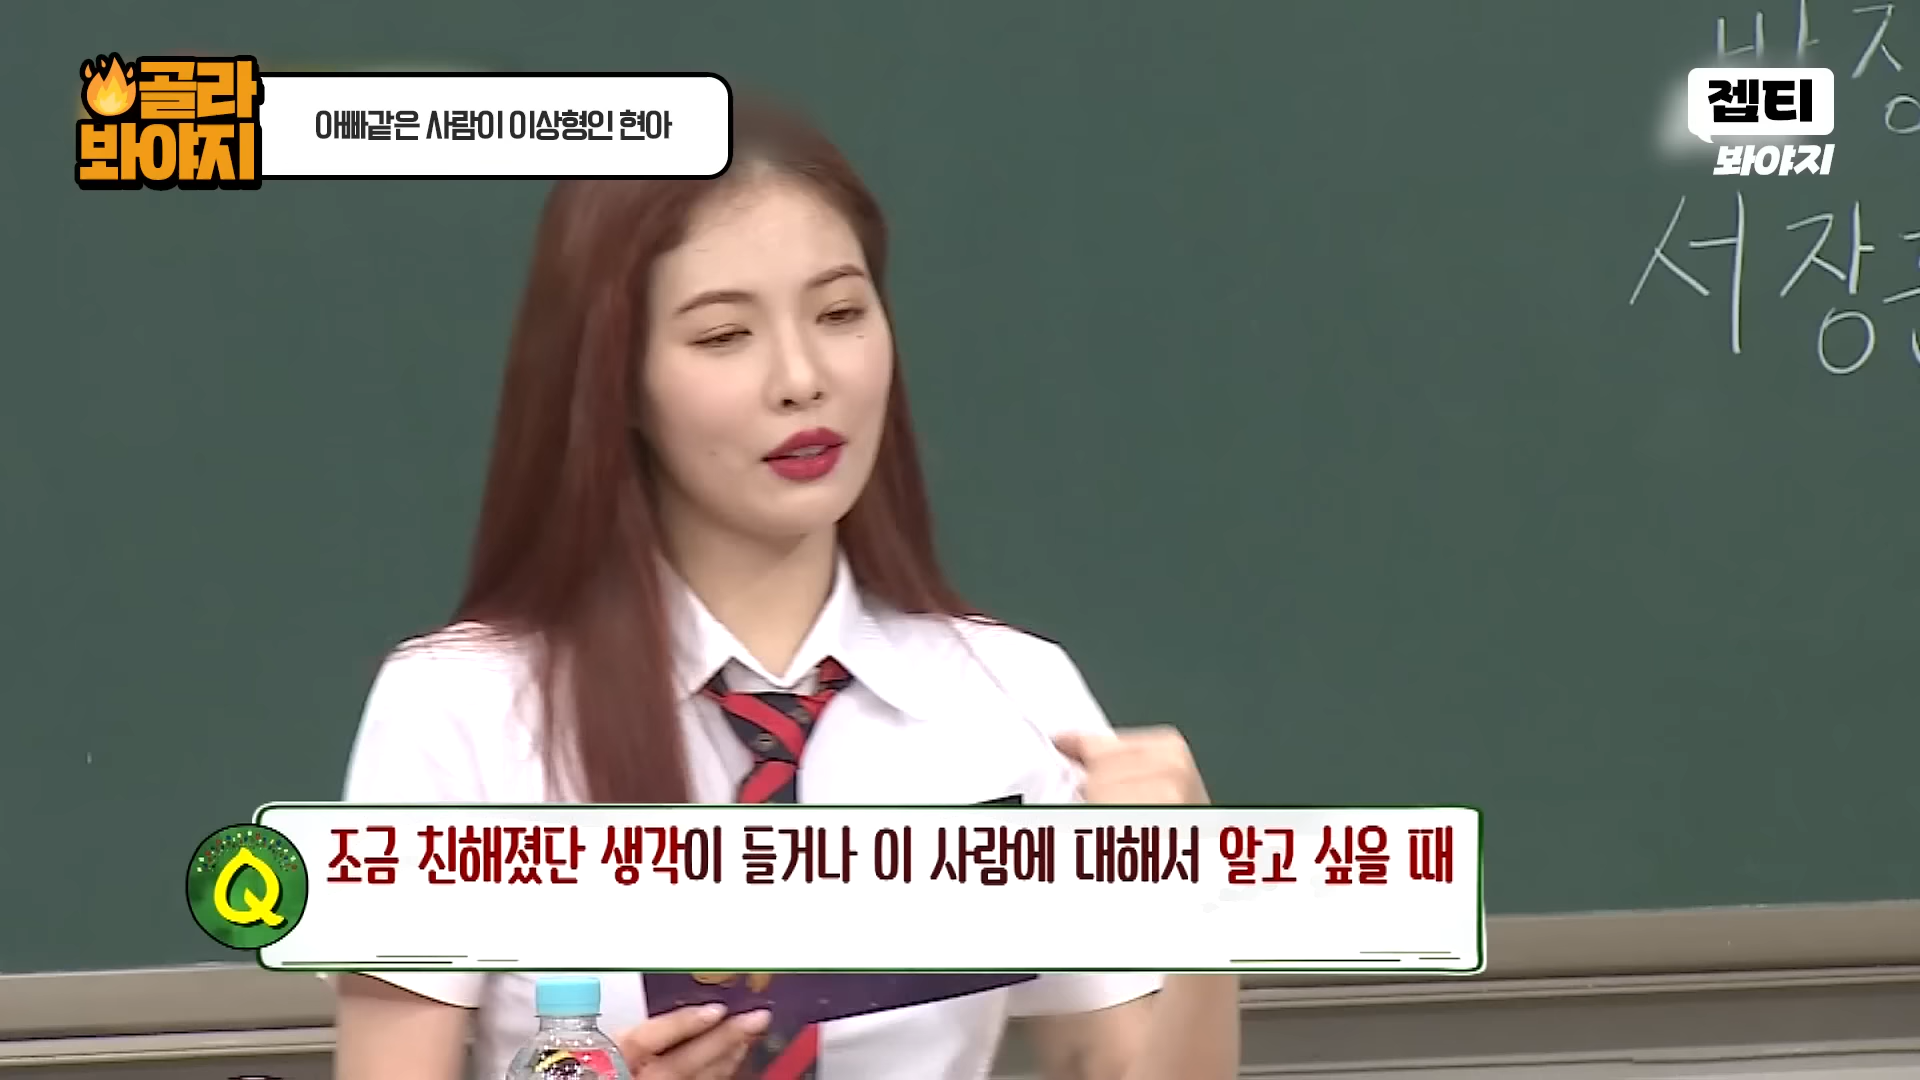 골라
봐야지
아빠같은 사람이 이상형인 현아
젭티
봐야지
서장
Q
조금 친해졌단 생각이 들거나 이 사람에 대해서 알고 싶을 때